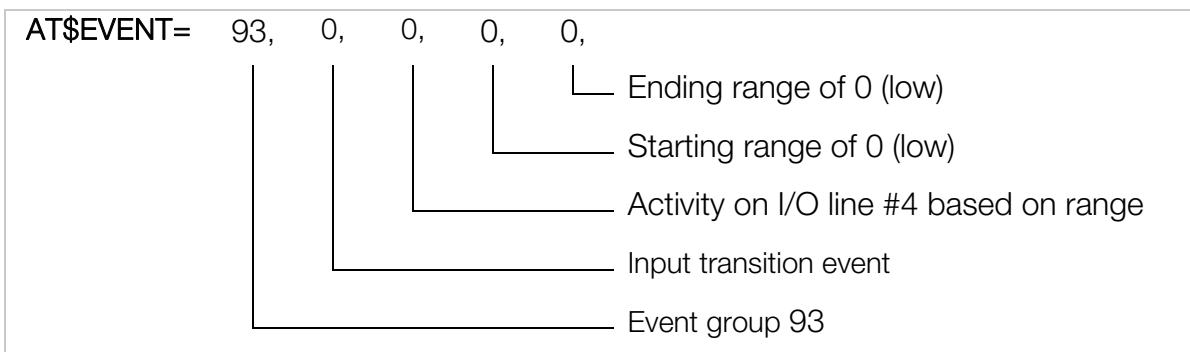 AT$EVENT= 93, 0, 0, 0, 0,
Ending range of 0 (low)
Starting range of 0 (low)
Activity on I/O line #4 based on range
Input transition event
Event group 93